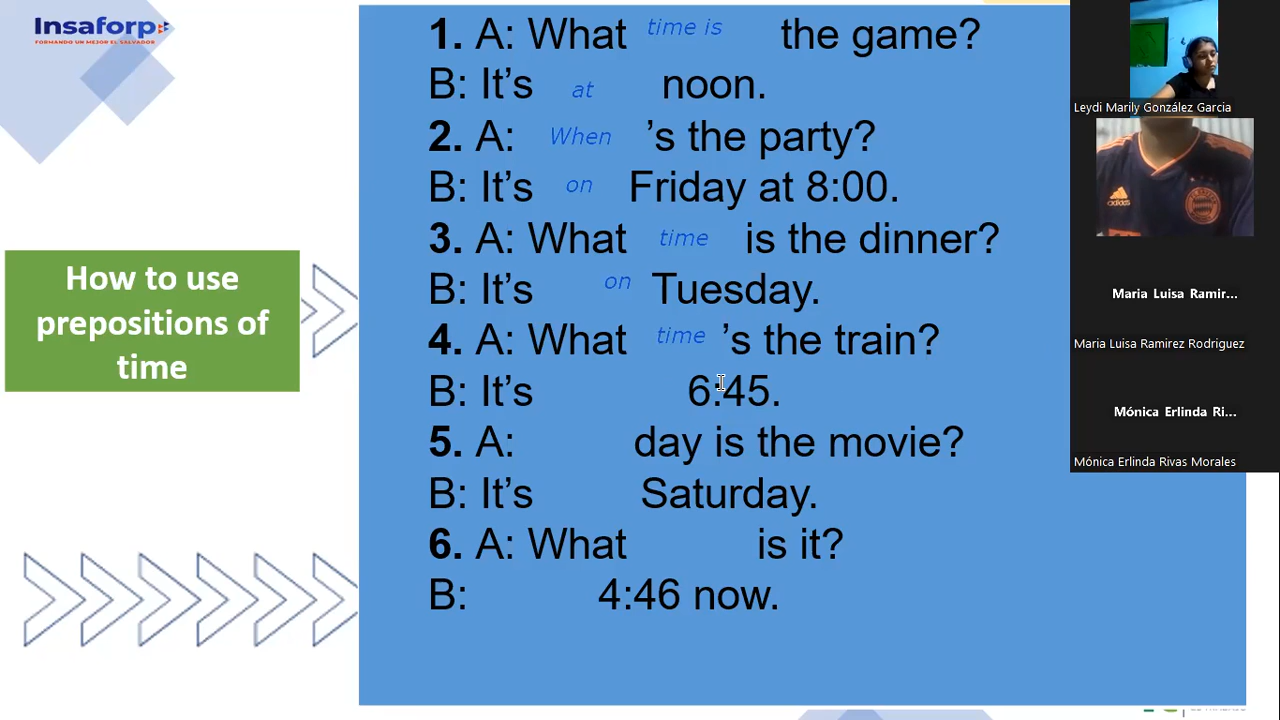 Insaforp
FORMANDO UN MEJOR EL SALVADOR
How to use
prepositions of
time
1. A: What time is the game?
B: It's at noon.
2. A: When 's the party?
B: It's on Friday at 8:00.
3. A: What time is the dinner?
B: It's on Tuesday.
4. A: What time 's the train?
B: It's 6:45.
5. A: day is the movie?
B: It's Saturday.
6. A: What is it?
B: 4:46 now.
Leydi Marily González Garcia
adidas
Maria Luisa Ramir...
Maria Luisa Ramirez Rodriguez
Mónica Erlinda Ri...
Mónica Erlinda Rivas Morales